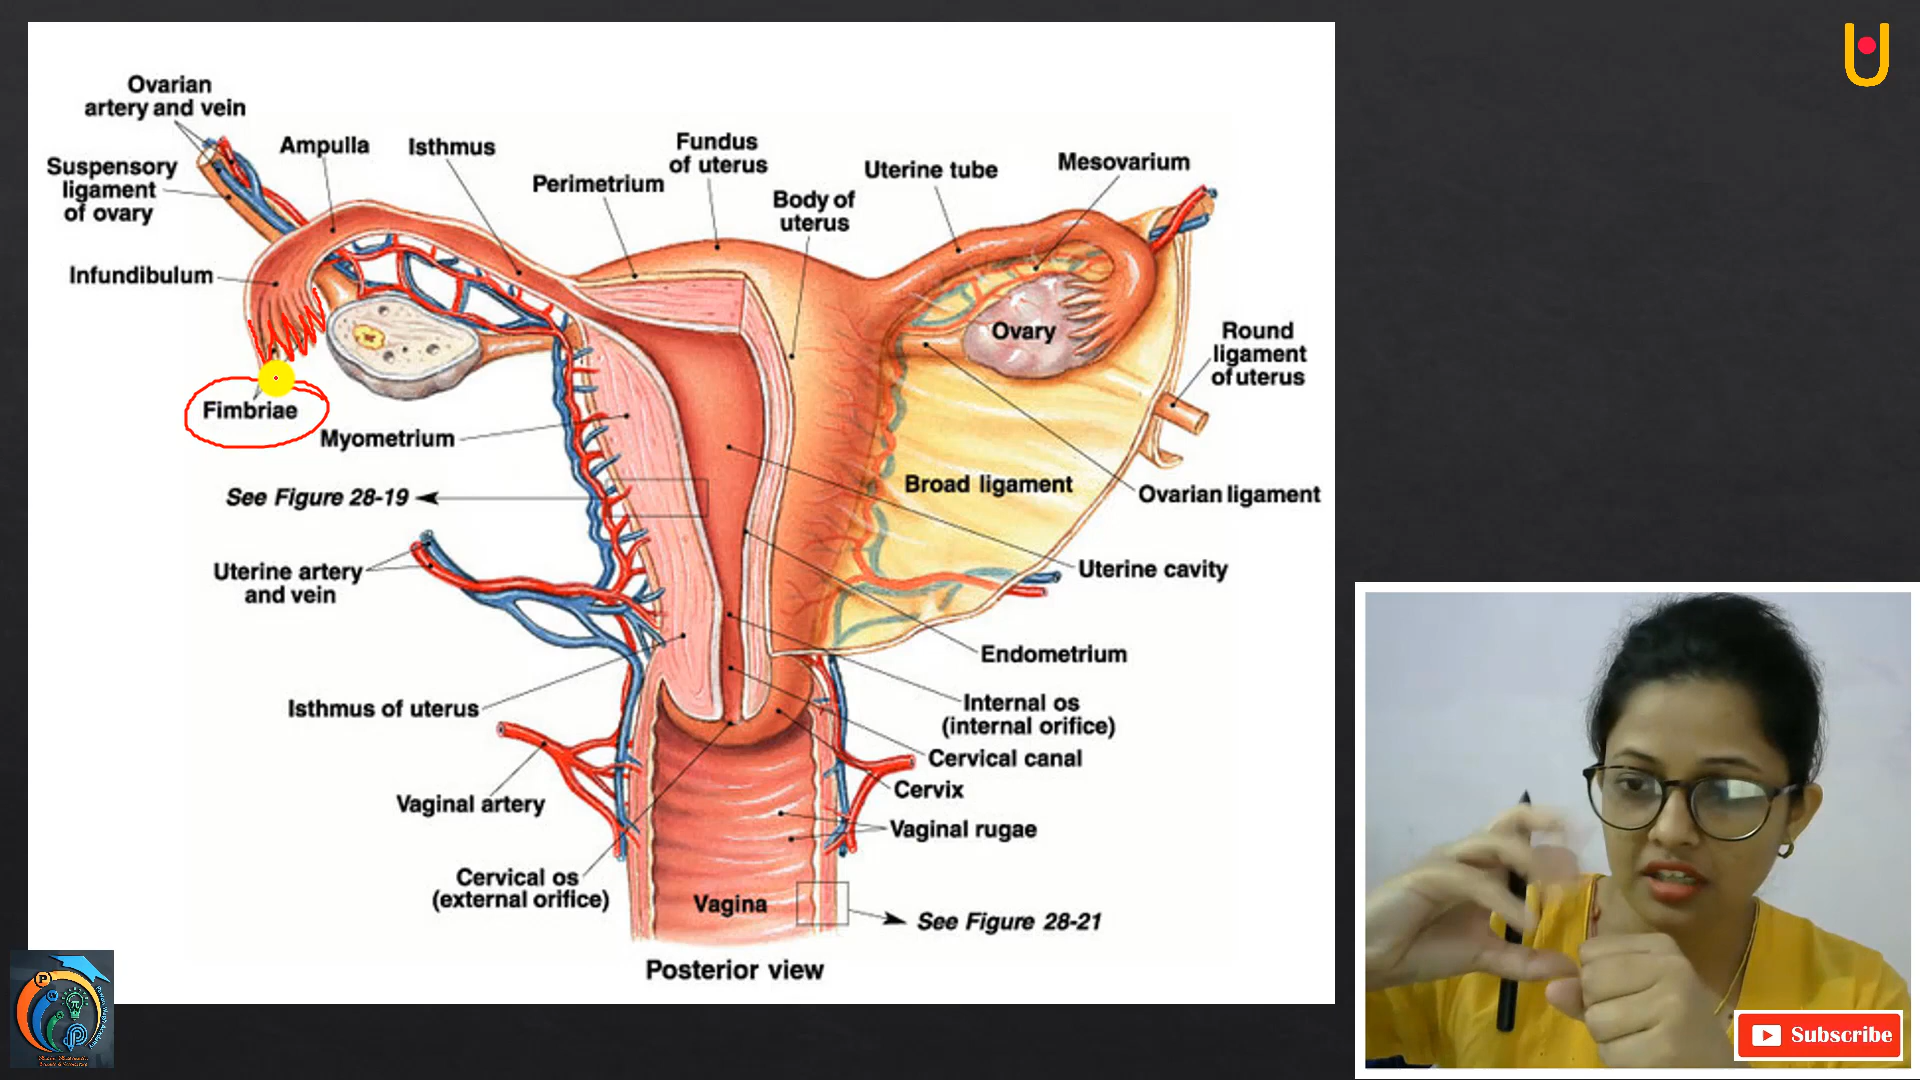 Ovarian
artery and vein
Ampulla
Isthmus
Fundus
of uterus
Suspensory
ligament
of ovary
Perimetrium
Body of
uterus
Uterine tube
Mesovarium
Infundibulum
Ovary
Round
ligament
of uterus
Fimbriae
Myometrium
See Figure 28-19
Broad ligament
Ovarian ligament
Uterine artery
and vein
Uterine cavity
Endometrium
Isthmus of uterus
Internal os
(internal orifice)
Cervical canal
Cervix
Vaginal artery
Vaginal rugae
Cervical os
(external orifice)
Vagina
See Figure 28-21
Posterior view
Subscribe